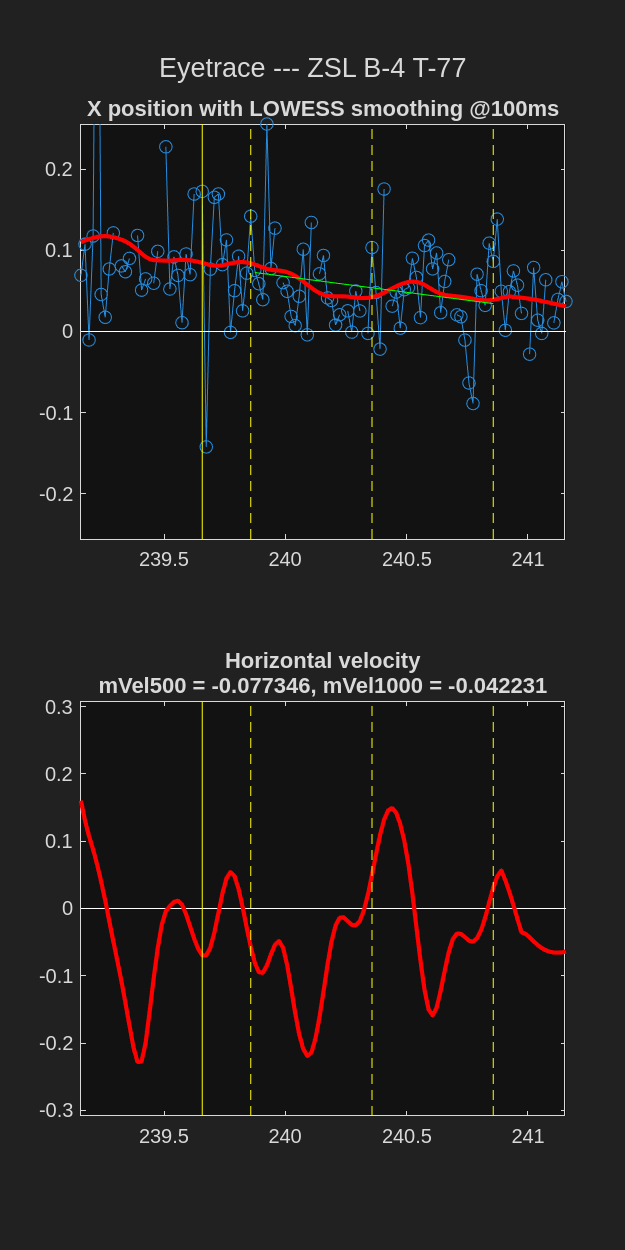 Eyetrace --- ZSL B-4 T-77
X position with LOWESS smoothing @100ms
0.2
0.1
0
-0.1
-0.2
239.5 240 240.5 241
Horizontal velocity
mVel500 = -0.077346, mVel1000 = -0.042231
0.3
0.2
0.1
0
-0.1
-0.2
-0.3
239.5 240 240.5 241